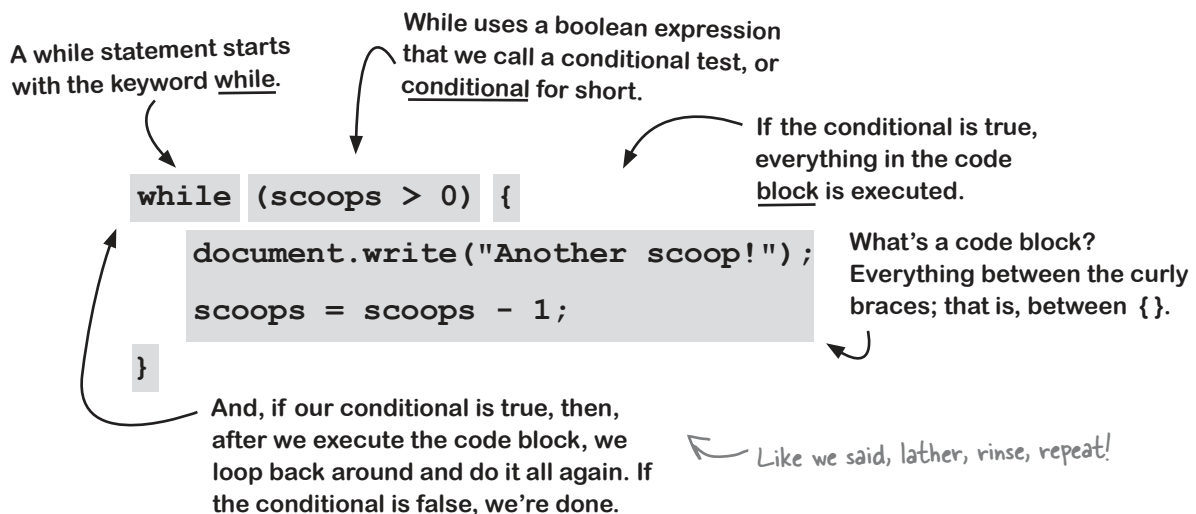 A while statement starts
with the keyword while.
While uses a boolean expression
that we call a conditional test, or
conditional for short.
If the conditional is true,
everything in the code
block is executed.
while (scoops > 0) {
document.write("Another scoop!");
scoops = scoops - 1;
}
What's a code block?
Everything between the curly
braces; that is, between { }.
And, if our conditional is true, then,
after we execute the code block, we
loop back around and do it all again. If
the conditional is false, we're done.
Like we said, lather, rinse, repeat!